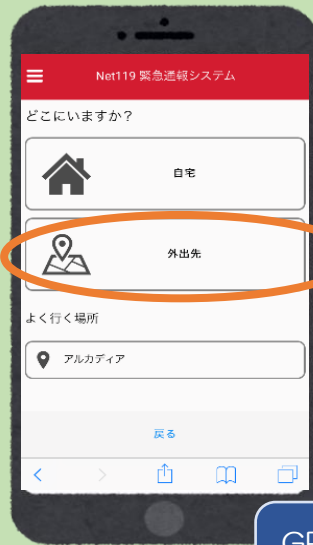 Net119 緊急通報システム
どこにいますか？
自宅
外出先
よく行く場所
アルカディア
戻る